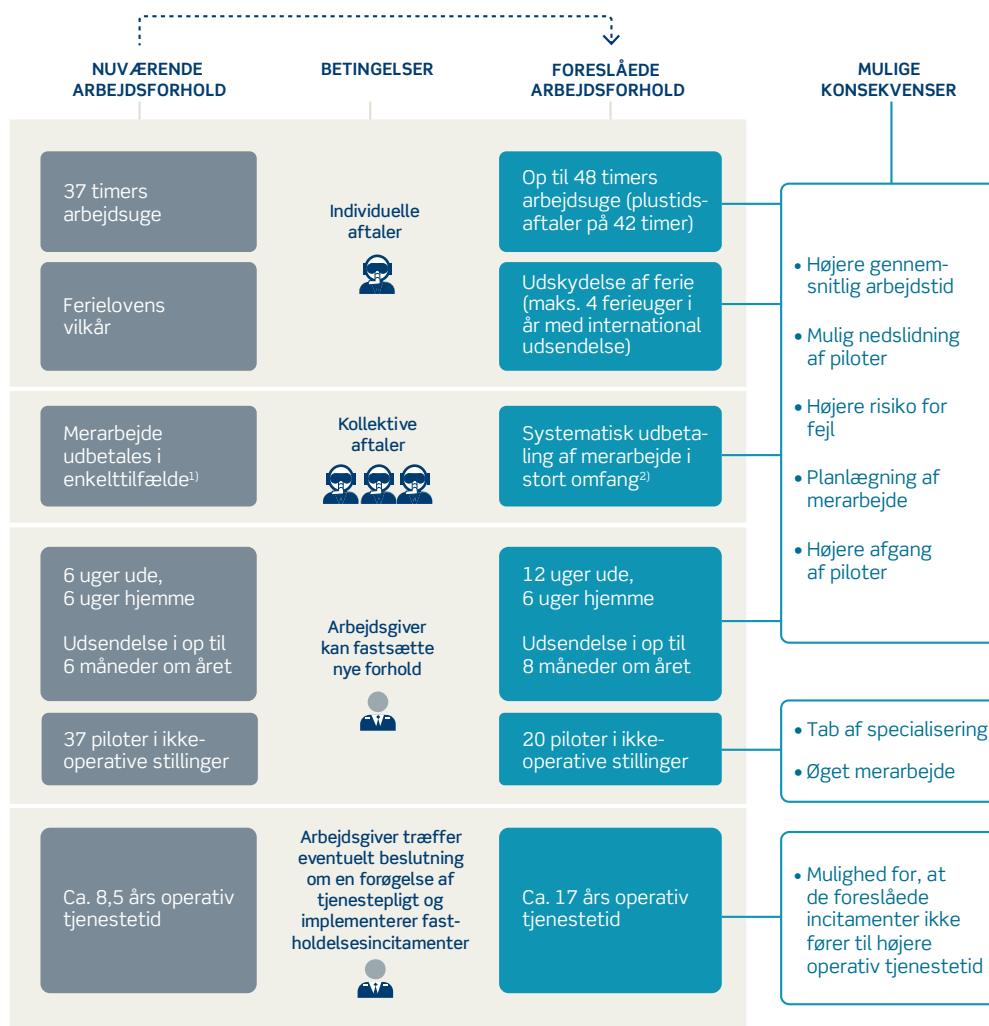 NUVÆRENDE
ARBEJDSFORHOLD
BETINGELSER
FORESLÅEDE
ARBEJDSFORHOLD
MULIGE
KONSEKVENSER
37 timers
arbejdsuge
Individuelle
aftaler
Op til 48 timers
arbejdsuge (plustids-
aftaler på 42 timer)
Ferielovens
vilkår
Udskydelse af ferie
(maks. 4 ferieuger i
år med international
udsendelse)
Merarbejde
udbetales i
enkelttilfælde1)
Kollektive
aftaler
Systematisk udbeta-
ling af merarbejde i
stort omfang2)
6 uger ude,
6 uger hjemme
Udsendelse i op til
6 måneder om året
Arbejdsgiver
kan fastsætte
nye forhold
12 uger ude,
6 uger hjemme
Udsendelse i op til
8 måneder om året
37 piloter i ikke-
operative stillinger
20 piloter i ikke-
operative stillinger
Ca. 8,5 års operativ
tjenestetid
Arbejdsgiver træffer
eventuelt beslutning
om en forøgelse af
tjenestepligt og
implementerer fast-
holdelsesincitamenter
Ca. 17 års operativ
tjenestetid
• Højere gennem-
snitlig arbejdstid
• Mulig nedslidning
af piloter
• Højere risiko for
fejl
• Planlægning af
merarbejde
• Højere afgang
af piloter
• Tab af specialisering
• Øget merarbejde
• Mulighed for, at
de foreslåede
incitamenter ikke
fører til højere
operativ tjenestetid